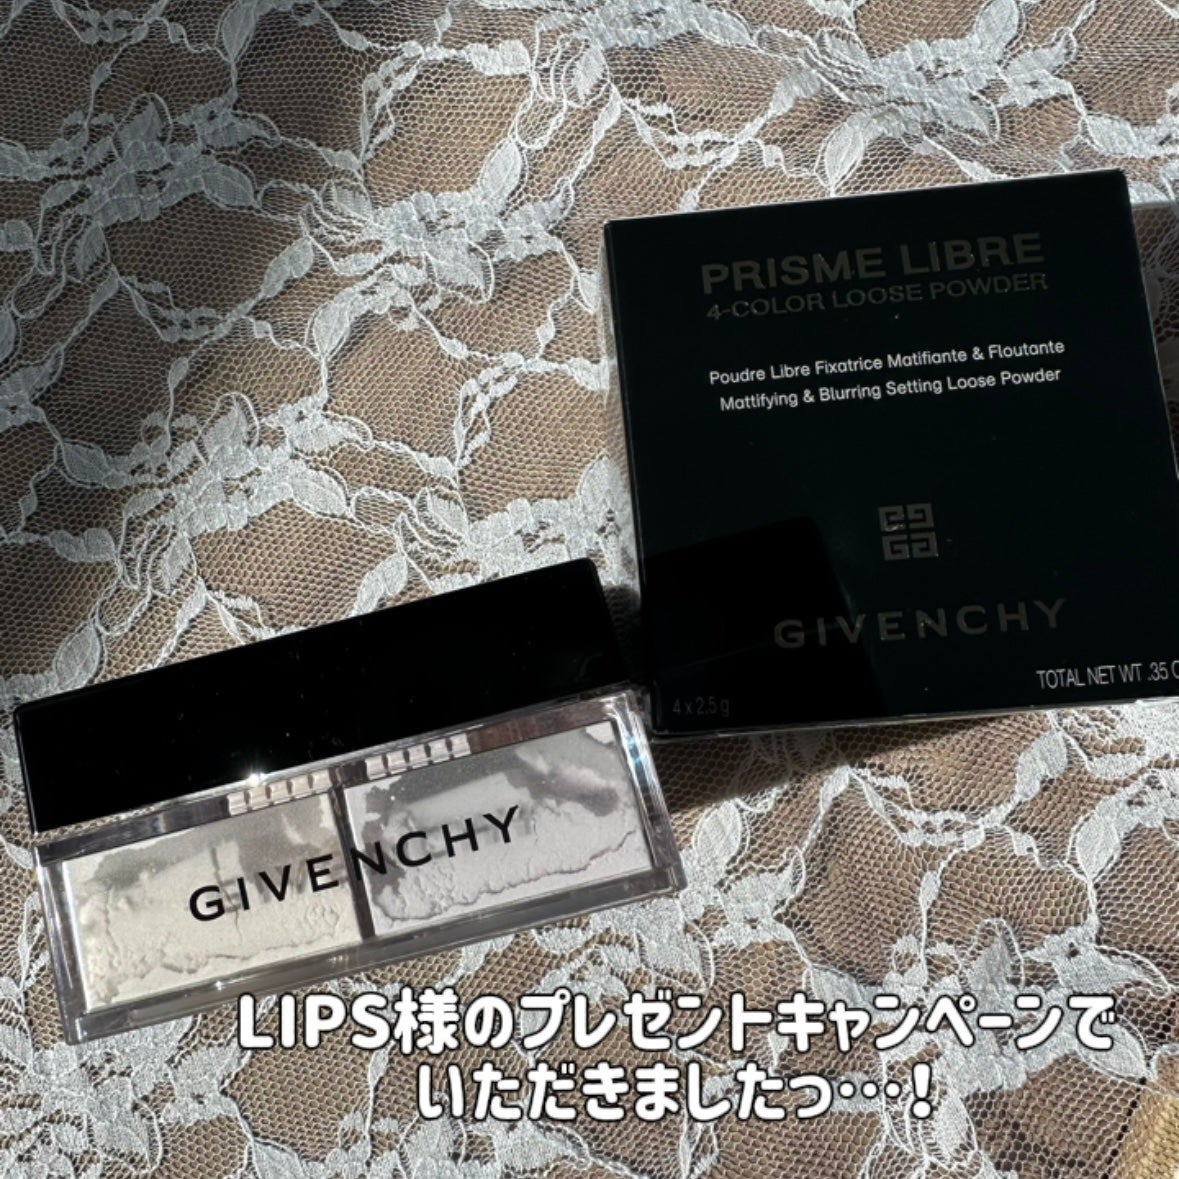 PRISME LIBRE
4-COLOR LOOSE POWDER
Poudre Libre Fixatrice Matifiante & Floutante
Mattifying & Blurring Setting Loose Powder
GIVENCHY
TOTAL NET WT .35
4 x 2.5 g
GIVENCHY
LIPS様のプレゼントキャンペーンで
いただきましたっ…!